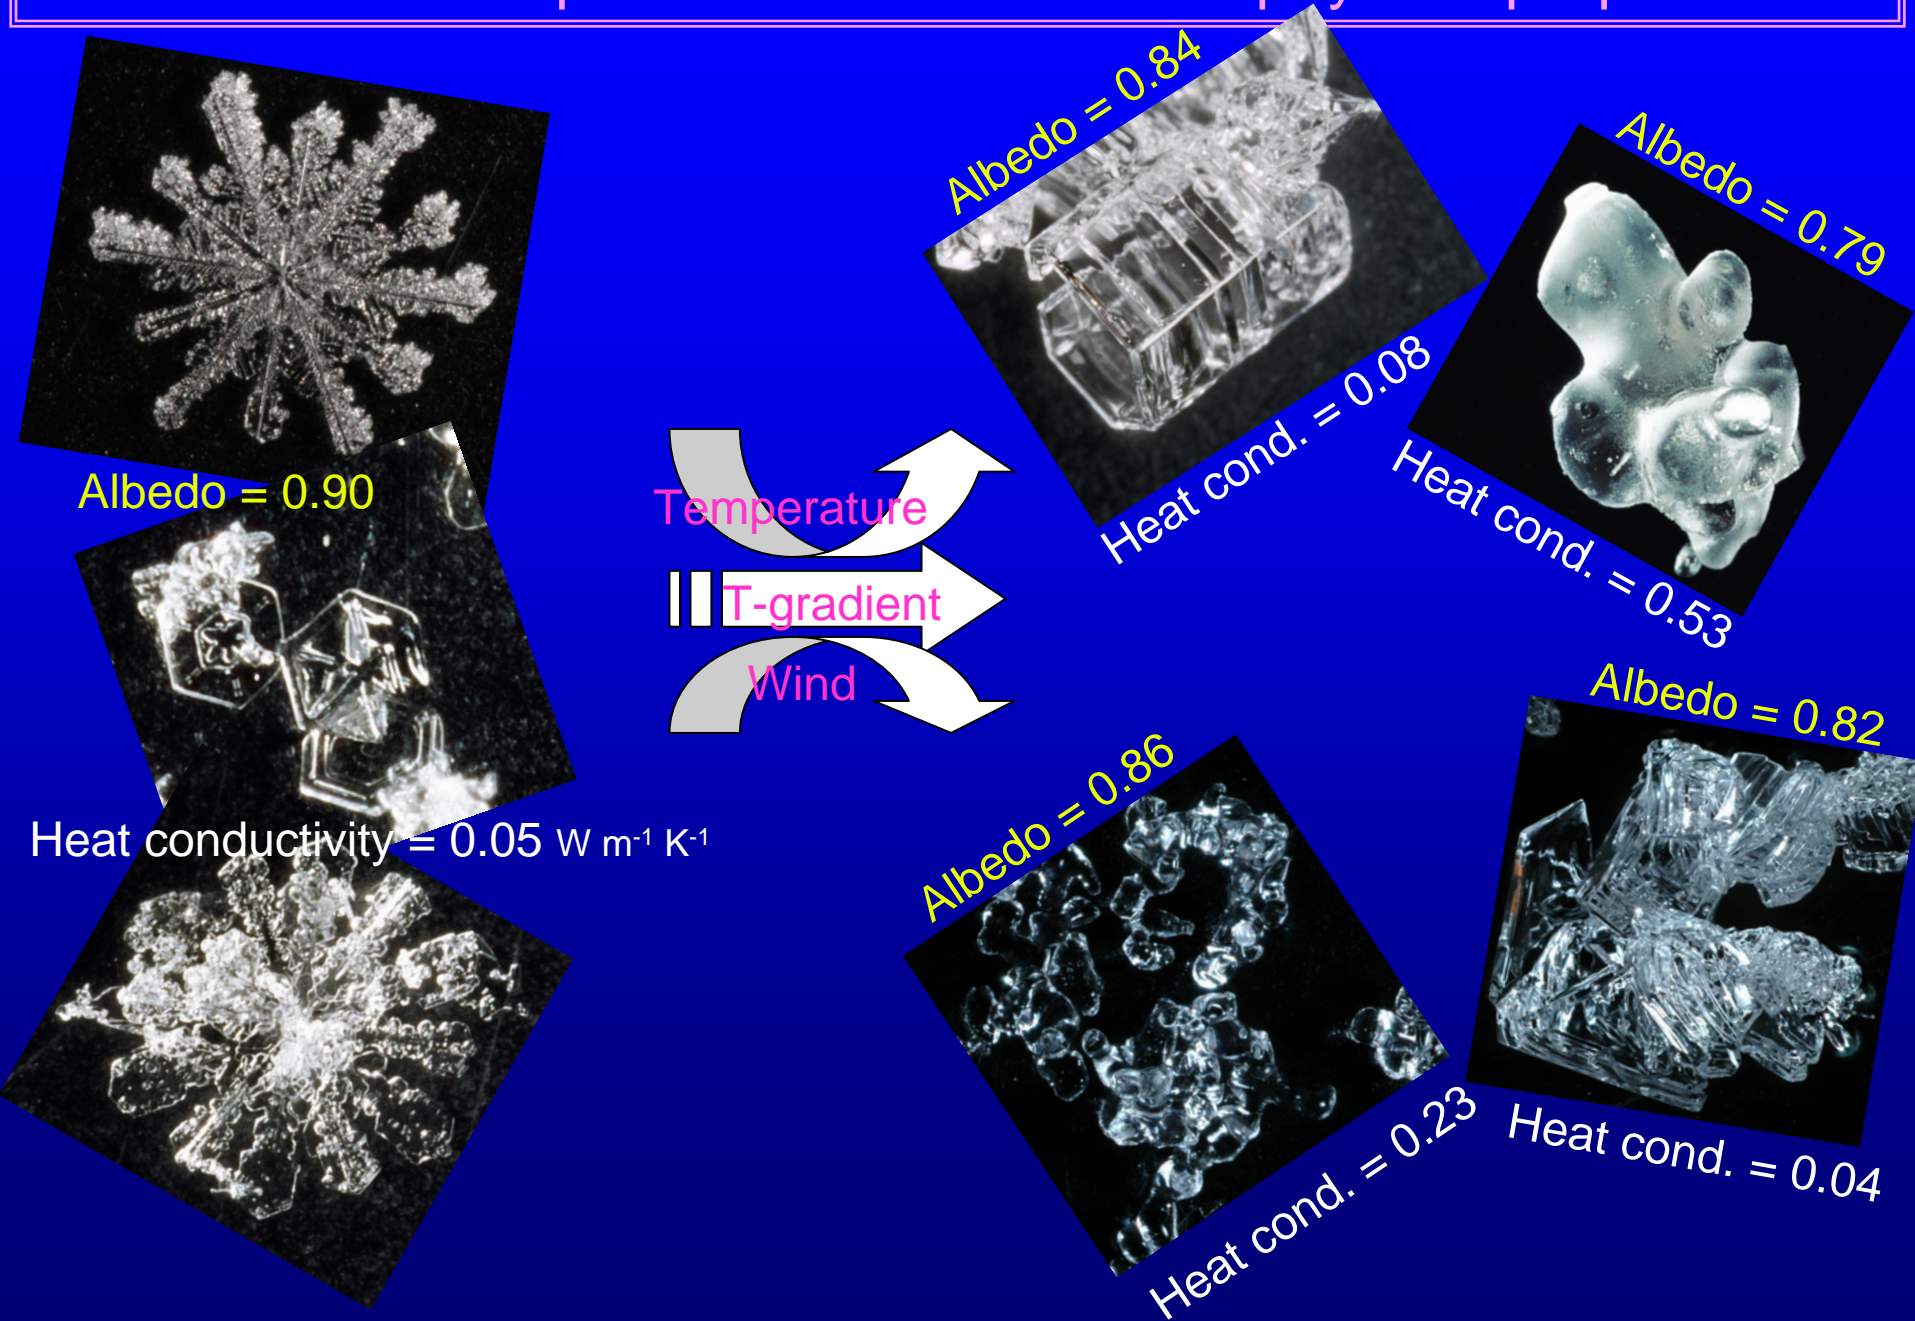 Albedo = 0.90
Heat conductivity = 0.05 W m⁻¹ K⁻¹
Temperature
T-gradient
Wind
Albedo = 0.84
Heat cond. = 0.08
Albedo = 0.79
Heat cond. = 0.53
Albedo = 0.86
Heat cond. = 0.23
Albedo = 0.82
Heat cond. = 0.04